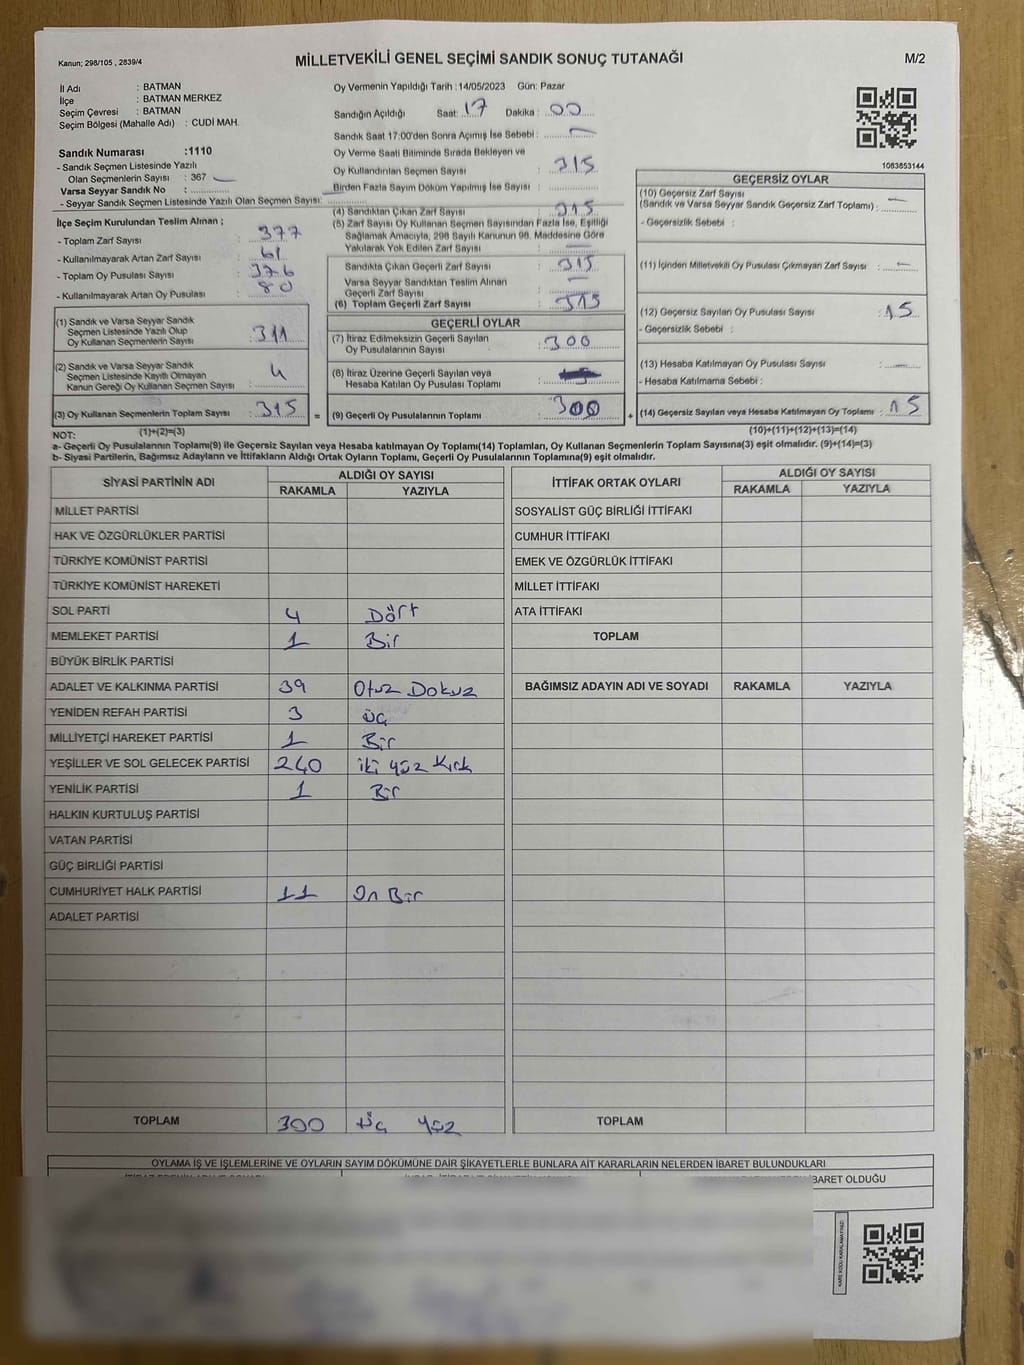 Kanun; 298/105 , 2839/4
MİLLETVEKİLİ GENEL SEÇİMİ SANDIK SONUÇ TUTANAĞI
M/2
İl Adı : BATMAN
İlçe : BATMAN MERKEZ
Seçim Çevresi : BATMAN
Seçim Bölgesi (Mahalle Adı) : CUDİ MAH.
Sandık Numarası :1110
- Sandık Seçmen Listesinde Yazılı
Olan Seçmenlerin Sayısı : 367
Varsa Seyyar Sandık No :
- Seyyar Sandık Seçmen Listesinde Yazılı Olan Seçmen Sayısı:
İlçe Seçim Kurulundan Teslim Alınan ;
- Toplam Zarf Sayısı : 377
- Kullanılmayarak Artan Zarf Sayısı : 61
- Toplam Oy Pusulası Sayısı : 376
- Kullanılmayarak Artan Oy Pusulası : 80
(1) Sandık ve Varsa Seyyar Sandık
Seçmen Listesinde Yazılı Olup
Oy Kullanan Seçmenlerin Sayısı : 311
(2) Sandık ve Varsa Seyyar Sandık
Seçmen Listesinde Kayıtlı Olmayan
Kanun Gereği Oy Kullanan Seçmen Sayısı : 4
(3) Oy Kullanan Seçmenlerin Toplam Sayısı : 315 =
(1)+(2)=(3)
Oy Vermenin Yapıldığı Tarih : 14/05/2023 Gün: Pazar
Sandığın Açıldığı Saat: 17 Dakika : 00
Sandık Saat 17:00'den Sonra Açımış İse Sebebi : —
Oy Verme Saati Bitiminde Sırada Bekleyen ve
Oy Kullandırılan Seçmen Sayısı : 315
Birden Fazla Sayım Döküm Yapılmış İse Sayısı :
(4) Sandıktan Çıkan Zarf Sayısı : 315
(5) Zarf Sayısı Oy Kullanan Seçmen Sayısından Fazla İse, Eşitliği
Sağlamak Amacıyla, 298 Sayılı Kanunun 98. Maddesine Göre
Yakılarak Yok Edilen Zarf Sayısı : —
Sandıkta Çıkan Geçerli Zarf Sayısı : 315
Varsa Seyyar Sandıktan Teslim Alınan
Geçerli Zarf Sayısı : —
(6) Toplam Geçerli Zarf Sayısı : 315
GEÇERLİ OYLAR
(7) İtiraz Edilmeksizin Geçerli Sayılan
Oy Pusulalarının Sayısı : 300
(8) İtiraz Üzerine Geçerli Sayılan veya
Hesaba Katılan Oy Pusulası Toplamı :
(9) Geçerli Oy Pusulalarının Toplamı : 300 +
1083853144
GEÇERSİZ OYLAR
(10) Geçersiz Zarf Sayısı
(Sandık ve Varsa Seyyar Sandık Geçersiz Zarf Toplamı) : —
- Geçersizlik Sebebi :
(11) İçinden Milletvekili Oy Pusulası Çıkmayan Zarf Sayısı : —
(12) Geçersiz Sayılan Oy Pusulası Sayısı : 15
- Geçersizlik Sebebi :
(13) Hesaba Katılmayan Oy Pusulası Sayısı : —
- Hesaba Katılmama Sebebi :
(14) Geçersiz Sayılan veya Hesaba Katılmayan Oy Toplamı : 15
(10)+(11)+(12)+(13)=(14)
NOT:
a- Geçerli Oy Pusulalarının Toplamı(9) ile Geçersiz Sayılan veya Hesaba katılmayan Oy Toplamı(14) Toplamları, Oy Kullanan Seçmenlerin Toplam Sayısına(3) eşit olmalıdır. (9)+(14)=(3)
b- Siyasi Partilerin, Bağımsız Adayların ve İttifakların Aldığı Ortak Oyların Toplamı, Geçerli Oy Pusulalarının Toplamına(9) eşit olmalıdır.
SİYASİ PARTİNİN ADI ALDIĞI OY SAYISI
RAKAMLA YAZIYLA
MİLLET PARTİSİ
HAK VE ÖZGÜRLÜKLER PARTİSİ
TÜRKİYE KOMÜNİST PARTİSİ
TÜRKİYE KOMÜNİST HAREKETİ
SOL PARTİ 4 Dört
MEMLEKET PARTİSİ 1 Bir
BÜYÜK BİRLİK PARTİSİ
ADALET VE KALKINMA PARTİSİ 39 Otuz Dokuz
YENİDEN REFAH PARTİSİ 3 üç
MİLLİYETÇİ HAREKET PARTİSİ 1 Bir
YEŞİLLER VE SOL GELECEK PARTİSİ 240 iki yüz Kırk
YENİLİK PARTİSİ 1 Bir
HALKIN KURTULUŞ PARTİSİ
VATAN PARTİSİ
GÜÇ BİRLİĞİ PARTİSİ
CUMHURİYET HALK PARTİSİ 11 On Bir
ADALET PARTİSİ
TOPLAM 300 üç yüz
İTTİFAK ORTAK OYLARI ALDIĞI OY SAYISI
RAKAMLA YAZIYLA
SOSYALİST GÜÇ BİRLİĞİ İTTİFAKI
CUMHUR İTTİFAKI
EMEK VE ÖZGÜRLÜK İTTİFAKI
MİLLET İTTİFAKI
ATA İTTİFAKI
TOPLAM
BAĞIMSIZ ADAYIN ADI VE SOYADI RAKAMLA YAZIYLA
TOPLAM
OYLAMA İŞ VE İŞLEMLERİNE VE OYLARIN SAYIM DÖKÜMÜNE DAİR ŞİKAYETLERLE BUNLARA AİT KARARLARIN NELERDEN İBARET BULUNDUKLARI
İBARET OLDUĞU
KARE KODU KARALAMAYINIZ!